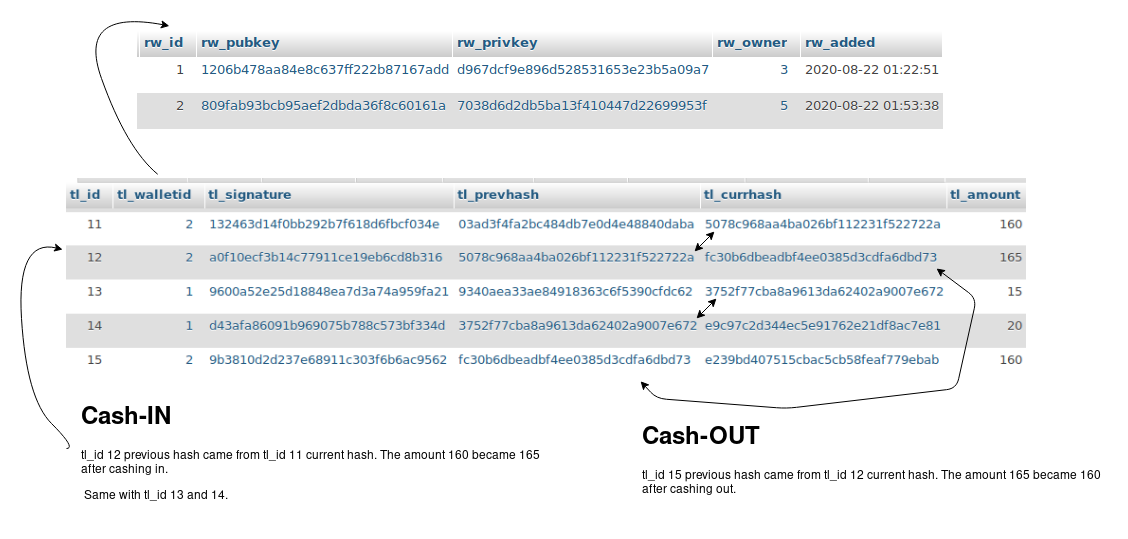 rw_id rw_pubkey rw_privkey rw_owner rw_added
1 1206b478aa84e8c637ff222b87167add d967dcf9e896d528531653e23b5a09a7 3 2020-08-22 01:22:51
2 809fab93bcb95aef2dbda36f8c60161a 7038d6d2db5ba13f410447d22699953f 5 2020-08-22 01:53:38
tl_id tl_walletid tl_signature tl_prevhash tl_currhash tl_amount
11 2 132463d14f0bb292b7f618d6fbcf034e 03ad3f4fa2bc484db7e0d4e48840daba 5078c968aa4ba026bf112231f522722a 160
12 2 a0f10ecf3b14c77911ce19eb6cd8b316 5078c968aa4ba026bf112231f522722a fc30b6dbeadbf4ee0385d3cdfa6dbd73 165
13 1 9600a52e25d18848ea7d3a74a959fa21 9340aea33ae84918363c6f5390cfdc62 3752f77cba8a9613da62402a9007e672 15
14 1 d43afa86091b969075b788c573bf334d 3752f77cba8a9613da62402a9007e672 e9c97c2d344ec5e91762e21df8ac7e81 20
15 2 9b3810d2d237e68911c303f6b6ac9562 fc30b6dbeadbf4ee0385d3cdfa6dbd73 e239bd407515cbac5cb58feaf779ebab 160
Cash-IN
tl_id 12 previous hash came from tl_id 11 current hash. The amount 160 became 165
after cashing in.
Same with tl_id 13 and 14.
Cash-OUT
tl_id 15 previous hash came from tl_id 12 current hash. The amount 165 became 160
after cashing out.